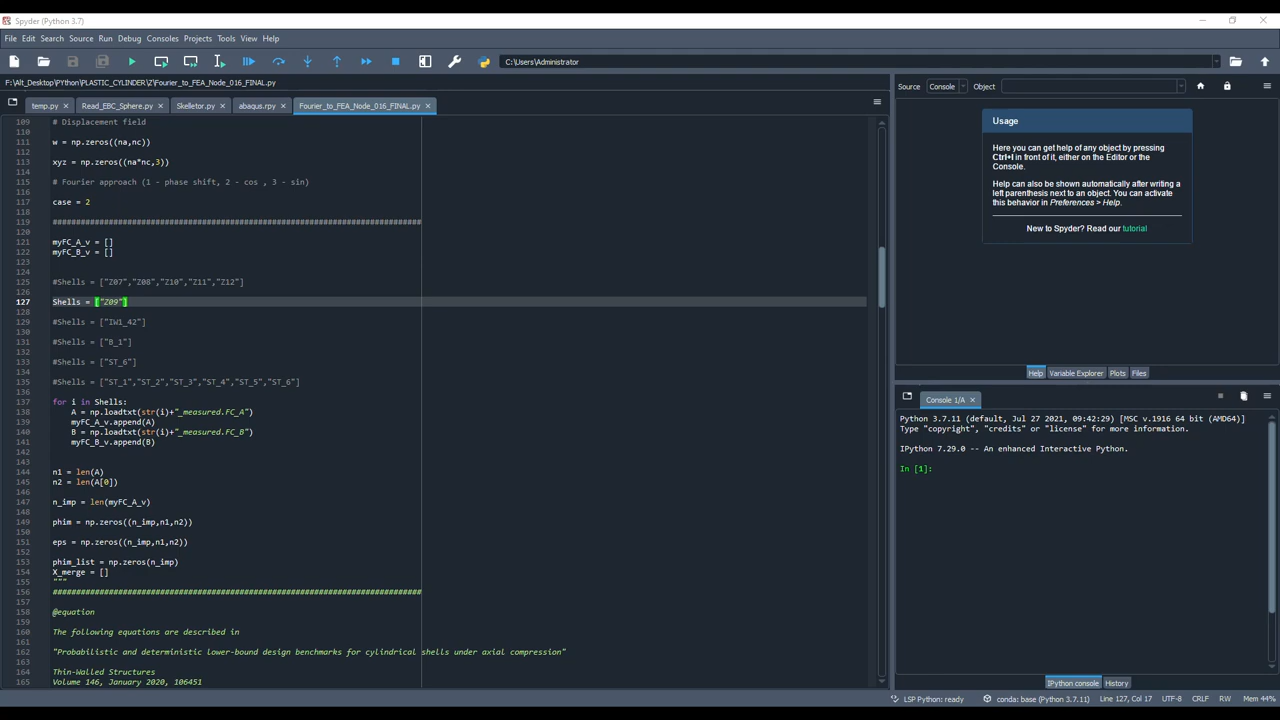 Spyder (Python 3.7)
File Edit Search Source Run Debug Consoles Projects Tools View Help
C:\Users\Administrator
F:\Alt_Desktop\PYthon\PLASTIC_CYLINDER\Z\Fourier_to_FEA_Node_016_FINAL.py
temp.py Read_EBC_Sphere.py Skelletor.py abaqus.rpy Fourier_to_FEA_Node_016_FINAL.py
109 # Displacement field
110
111 w = np.zeros((na,nc))
112
113 xyz = np.zeros((na*nc,3))
114
115 # Fourier approach (1 - phase shift, 2 - cos , 3 - sin)
116
117 case = 2
118
119 ###############################################################################
120
121 myFC_A_v = []
122 myFC_B_v = []
123
124
125 #Shells = ["Z07","Z08","Z10","Z11","Z12"]
126
127 Shells = ["Z09"]
128
129 #Shells = ["IW1_42"]
130
131 #Shells = ["B_1"]
132
133 #Shells = ["ST_6"]
134
135 #Shells = ["ST_1","ST_2","ST_3","ST_4","ST_5","ST_6"]
136
137 for i in Shells:
138 A = np.loadtxt(str(i)+"_measured.FC_A")
139 myFC_A_v.append(A)
140 B = np.loadtxt(str(i)+"_measured.FC_B")
141 myFC_B_v.append(B)
142
143
144 n1 = len(A)
145 n2 = len(A[0])
146
147 n_imp = len(myFC_A_v)
148
149 phim = np.zeros((n_imp,n1,n2))
150
151 eps = np.zeros((n_imp,n1,n2))
152
153 phim_list = np.zeros(n_imp)
154 X_merge = []
155 """
156 ###############################################################################
157
158 @equation
159
160 The following equations are described in
161
162 "Probabilistic and deterministic lower-bound design benchmarks for cylindrical shells under axial compression"
163
164 Thin-Walled Structures
165 Volume 146, January 2020, 106451
Source Console Object
Usage
Here you can get help of any object by pressing
Ctrl+I in front of it, either on the Editor or the
Console.
Help can also be shown automatically after writing a
left parenthesis next to an object. You can activate
this behavior in Preferences > Help.
New to Spyder? Read our tutorial
Help Variable Explorer Plots Files
Console 1/A
Python 3.7.11 (default, Jul 27 2021, 09:42:29) [MSC v.1916 64 bit (AMD64)]
Type "copyright", "credits" or "license" for more information.
IPython 7.29.0 -- An enhanced Interactive Python.
In [1]:
IPython console History
LSP Python: ready conda: base (Python 3.7.11) Line 127, Col 17 UTF-8 CRLF RW Mem 44%